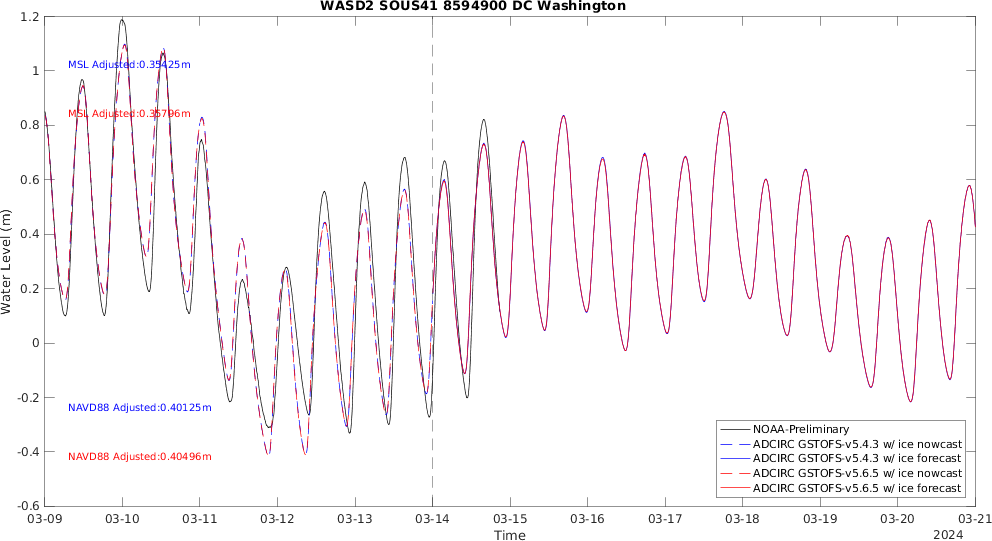 WASD2 SOUS41 8594900 DC Washington
1.2
1
0.8
0.6
0.4
0.2
0
-0.2
-0.4
-0.6
Water Level (m)
MSL Adjusted:0.35425m
MSL Adjusted:0.35796m
NAVD88 Adjusted:0.40125m
NAVD88 Adjusted:0.40496m
NOAA-Preliminary
ADCIRC GSTOFS-v5.4.3 w/ ice nowcast
ADCIRC GSTOFS-v5.4.3 w/ ice forecast
ADCIRC GSTOFS-v5.6.5 w/ ice nowcast
ADCIRC GSTOFS-v5.6.5 w/ ice forecast
03-09 03-10 03-11 03-12 03-13 03-14 03-15 03-16 03-17 03-18 03-19 03-20 03-21
Time
2024